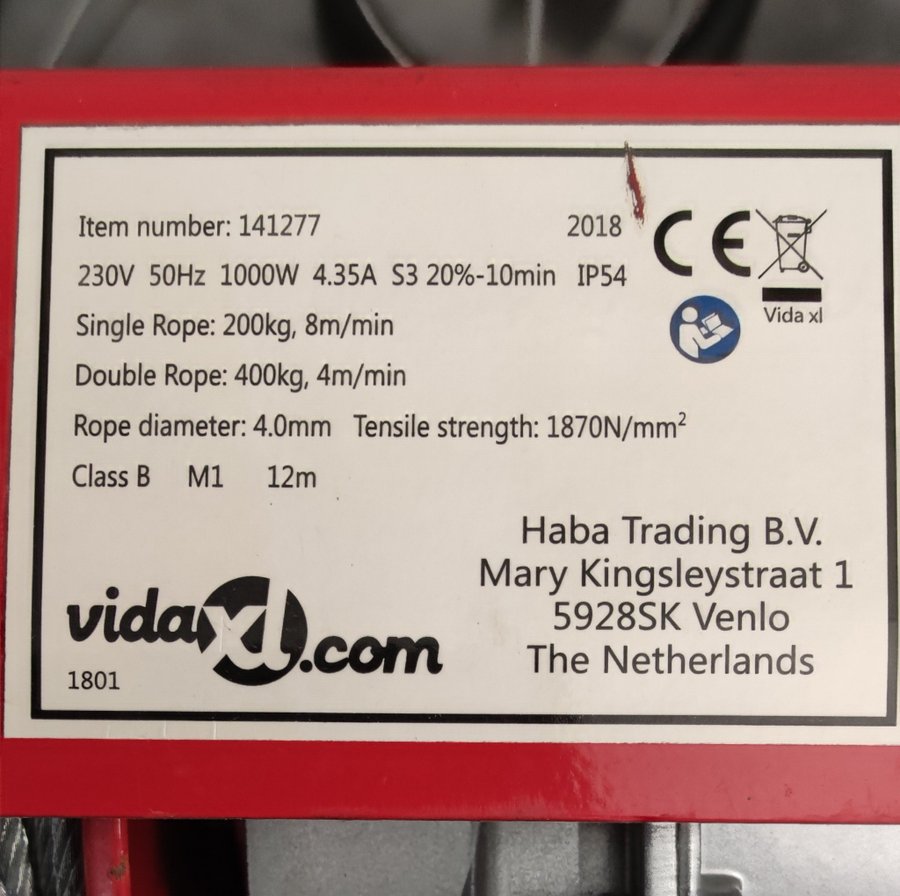 Item number: 141277 2018
CE
230V 50Hz 1000W 4.35A S3 20%-10min IP54
Vida xl
Single Rope: 200kg, 8m/min
Double Rope: 400kg, 4m/min
Rope diameter: 4.0mm Tensile strength: 1870N/mm²
Class B M1 12m
Haba Trading B.V.
Mary Kingsleystraat 1
5928SK Venlo
The Netherlands
vidaxl.com
1801